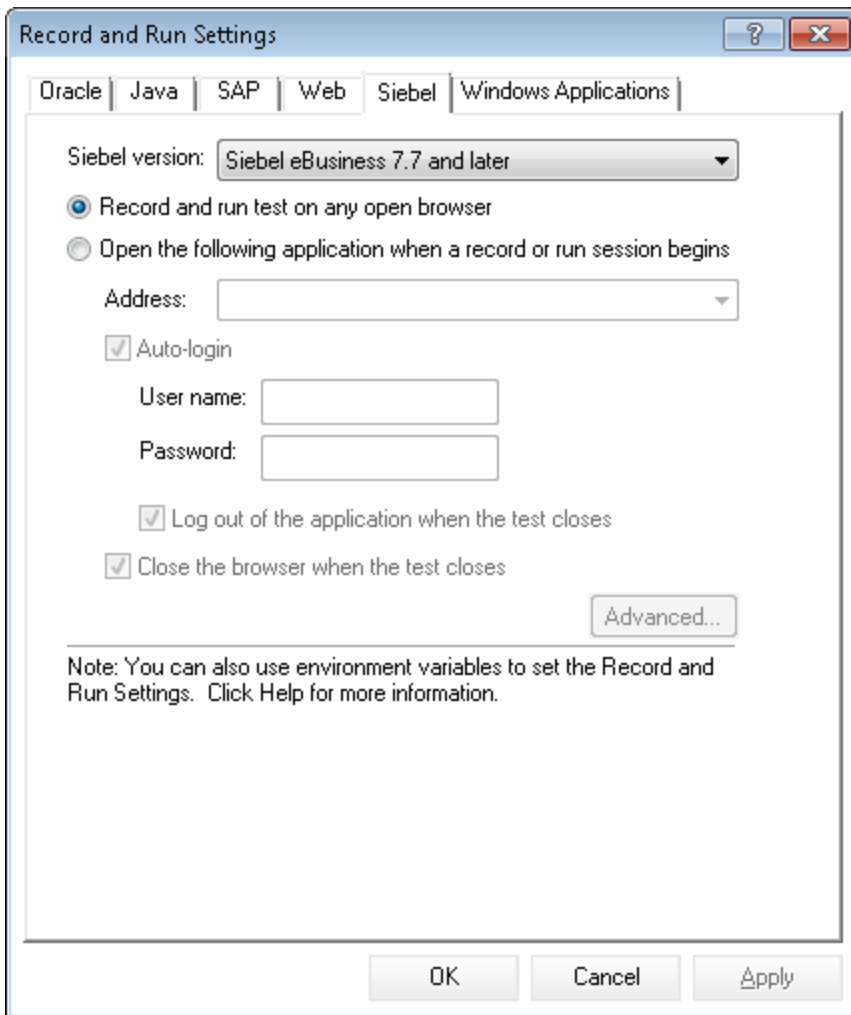 Record and Run Settings
?
Oracle Java SAP Web Siebel Windows Applications
Siebel version: Siebel eBusiness 7.7 and later
Record and run test on any open browser
Open the following application when a record or run session begins
Address:
Auto-login
User name:
Password:
Log out of the application when the test closes
Close the browser when the test closes
Advanced...
Note: You can also use environment variables to set the Record and
Run Settings. Click Help for more information.
OK Cancel Apply